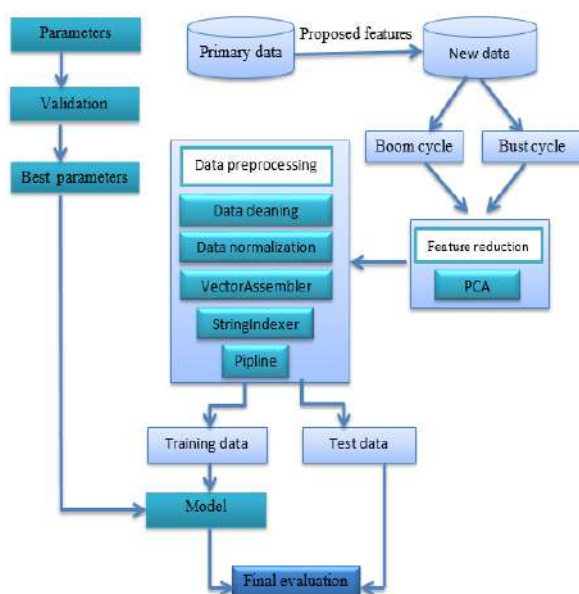 Parameters
Validation
Best parameters
Primary data
Proposed features
New data
Boom cycle
Bust cycle
Feature reduction
PCA
Data preprocessing
Data cleaning
Data normalization
VectorAssembler
StringIndexer
Pipline
Training data
Test data
Model
Final evaluation